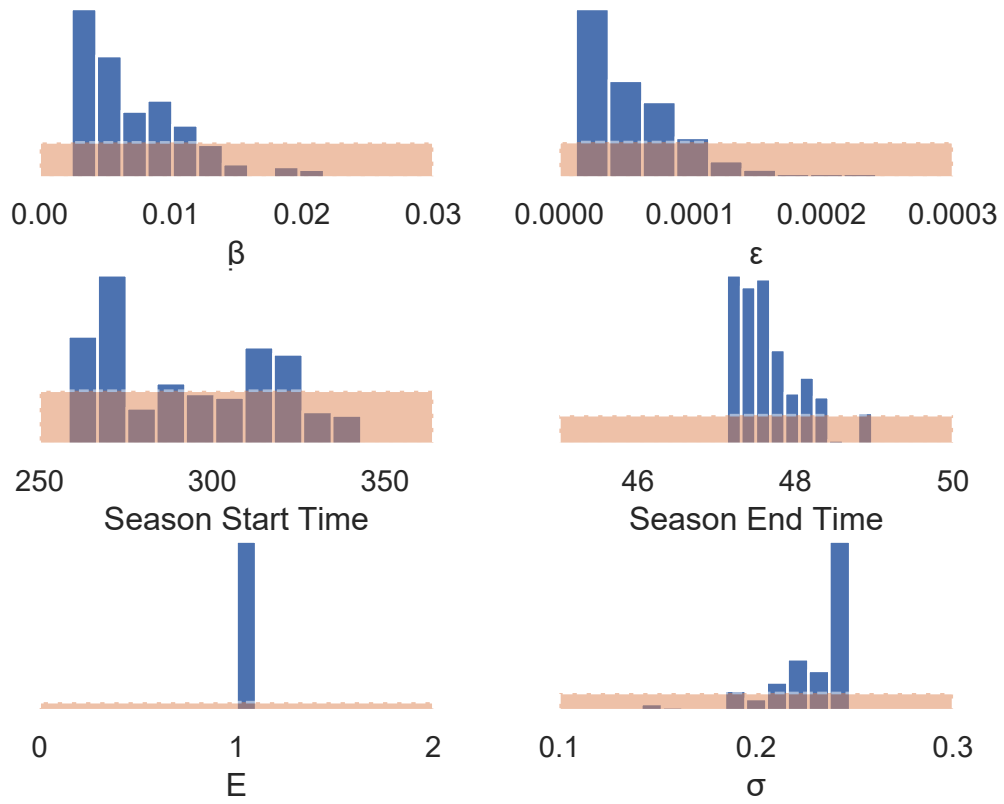 0.00 0.01 0.02 0.03 0.0000 0.0001 0.0002 0.0003
β ε
250 300 350 46 48 50
Season Start Time Season End Time
0 1 2 0.1 0.2 0.3
E σ